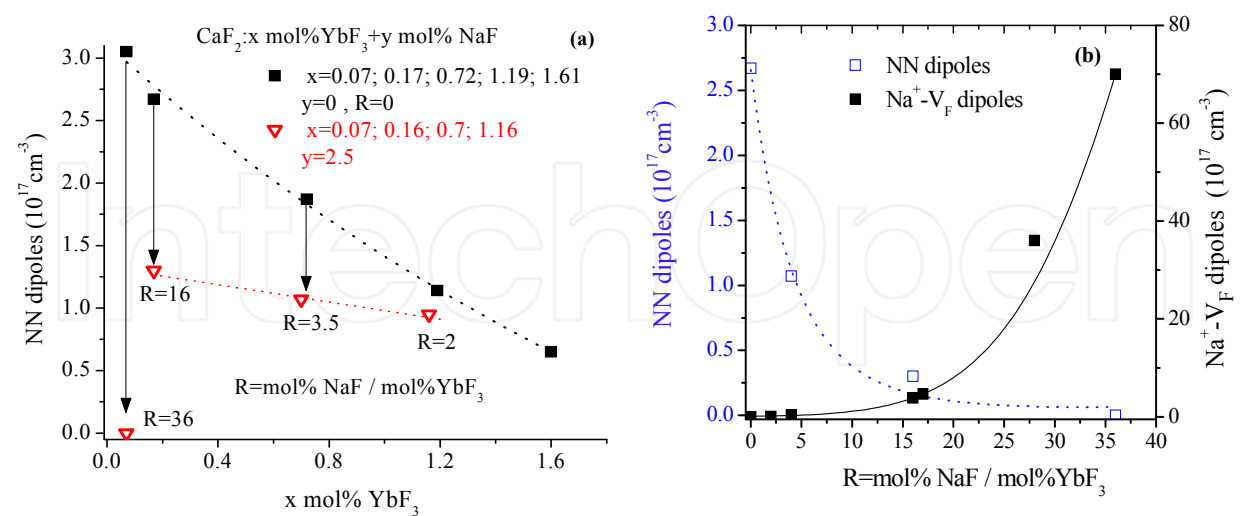 CaF2:x mol%YbF3+y mol% NaF
(a)
x=0.07; 0.17; 0.72; 1.19; 1.61
y=0 , R=0
x=0.07; 0.16; 0.7; 1.16
y=2.5
R=16
R=3.5
R=2
R=mol% NaF / mol%YbF3
R=36
NN dipoles (10^17cm^-3)
3.0
2.5
2.0
1.5
1.0
0.5
0.0
0.0 0.4 0.8 1.2 1.6
x mol% YbF3
(b)
NN dipoles
Na+-VF dipoles
NN dipoles (10^17cm^-3)
3.0
2.5
2.0
1.5
1.0
0.5
0.0
80
60
40
20
0
Na+-VF dipoles (10^17 cm^-3)
0 5 10 15 20 25 30 35 40
R=mol% NaF / mol%YbF3
IntechOpen